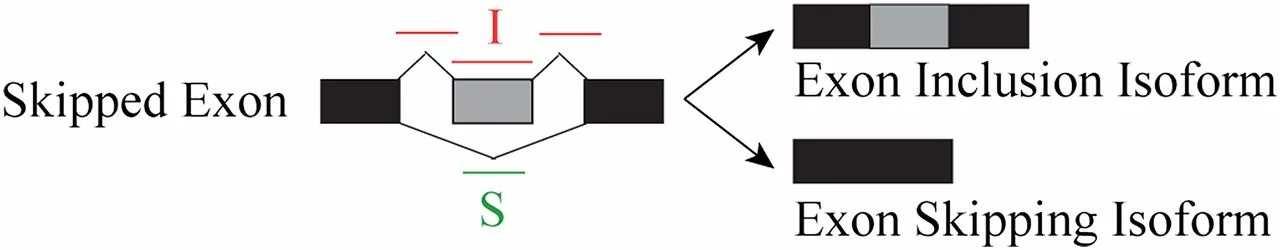 Skipped Exon
I
S
Exon Inclusion Isoform
Exon Skipping Isoform